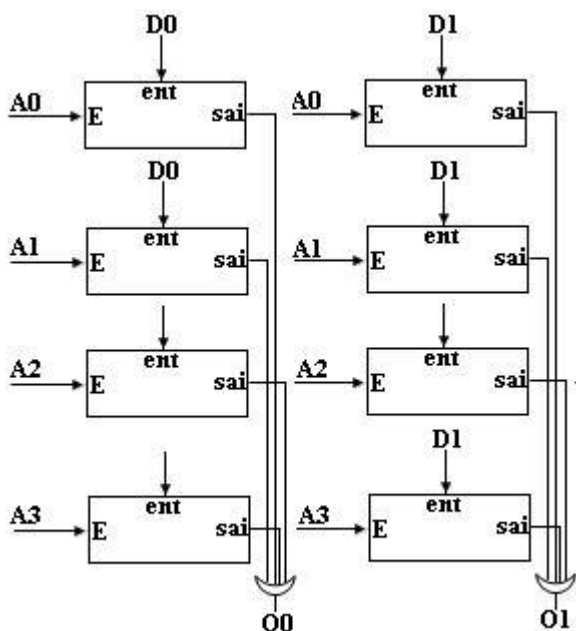 D0 D1
ent ent
A0 E sai A0 E sai
D0 D1
ent ent
A1 E sai A1 E sai
ent ent
A2 E sai A2 E sai
D1
ent ent
A3 E sai A3 E sai
O0 O1